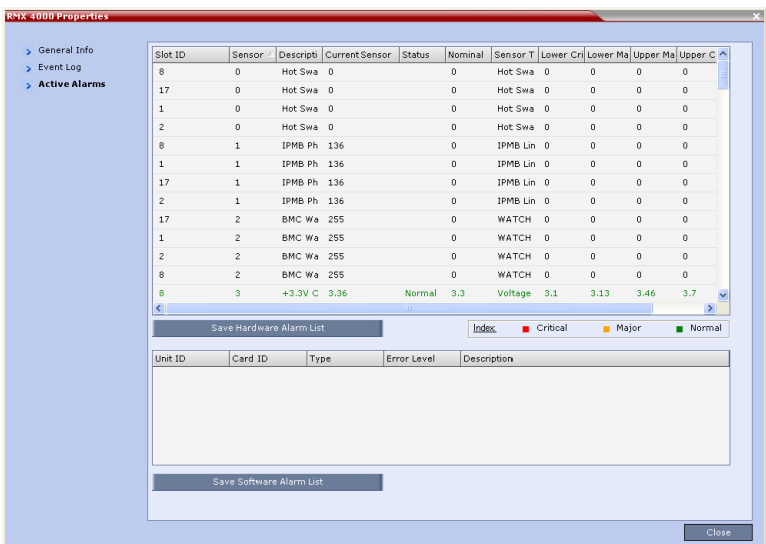 RMX 4000 Properties
General Info
Event Log
Active Alarms
Slot ID Sensor Descripti Current Sensor Status Nominal Sensor T Lower Cri Lower Ma Upper Ma Upper C
8 0 Hot Swa 0 0 Hot Swa 0 0 0 0
17 0 Hot Swa 0 0 Hot Swa 0 0 0 0
1 0 Hot Swa 0 0 Hot Swa 0 0 0 0
2 0 Hot Swa 0 0 Hot Swa 0 0 0 0
8 1 IPMB Ph 136 0 IPMB Lin 0 0 0 0
1 1 IPMB Ph 136 0 IPMB Lin 0 0 0 0
17 1 IPMB Ph 136 0 IPMB Lin 0 0 0 0
2 1 IPMB Ph 136 0 IPMB Lin 0 0 0 0
17 2 BMC Wa 255 0 WATCH 0 0 0 0
1 2 BMC Wa 255 0 WATCH 0 0 0 0
2 2 BMC Wa 255 0 WATCH 0 0 0 0
8 2 BMC Wa 255 0 WATCH 0 0 0 0
8 3 +3.3V C 3.36 Normal 3.3 Voltage 3.1 3.13 3.46 3.7
Save Hardware Alarm List
Index Critical Major Normal
Unit ID Card ID Type Error Level Description
Save Software Alarm List
Close